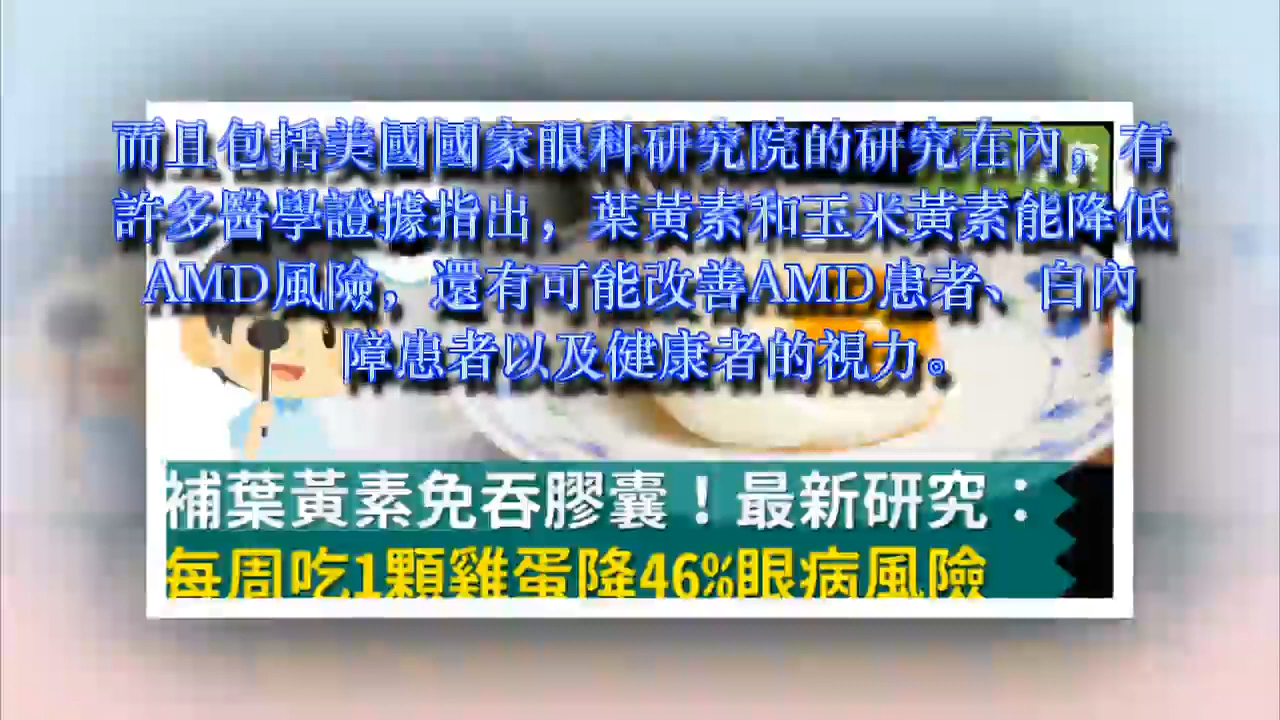 而且包括美國國家眼科研究院的研究在內，有
許多醫學證據指出，葉黃素和玉米黃素能降低
AMD風險，還有可能改善AMD患者、白內
障患者以及健康者的視力。
補葉黃素免吞膠囊！最新研究：
每周吃1顆雞蛋降46%眼病風險